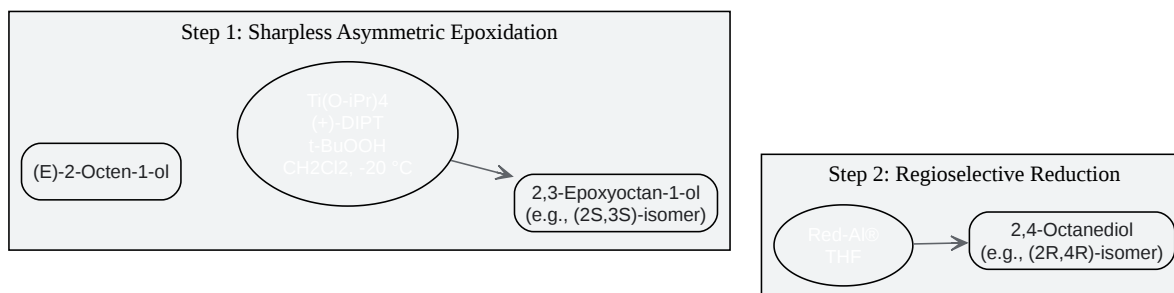 Step 1: Sharpless Asymmetric Epoxidation
Ti(O-iPr)4
(+)-DIPT
t-BuOOH
CH2Cl2, -20 °C
(E)-2-Octen-1-ol
2,3-Epoxyoctan-1-ol
(e.g., (2S,3S)-isomer)
Step 2: Regioselective Reduction
Red-Al®
THF
2,4-Octanediol
(e.g., (2R,4R)-isomer)